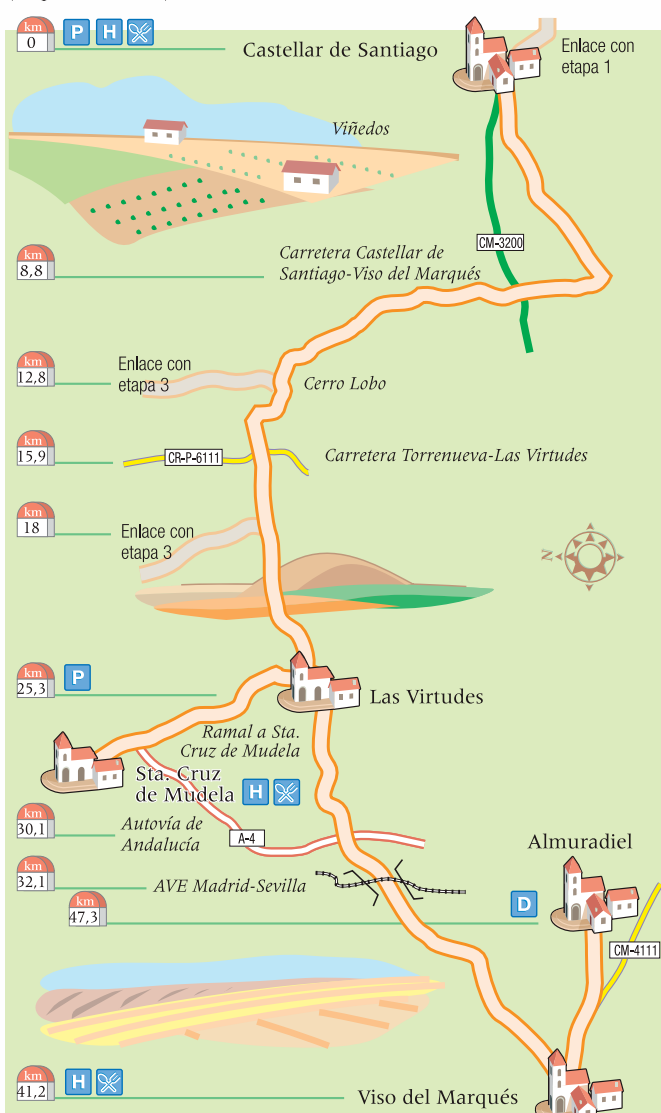 km
0
P H
Castellar de Santiago
Enlace con
etapa 1
Viñedos
CM-3200
km
8,8
Carretera Castellar de
Santiago-Viso del Marqués
km
12,8
Enlace con
etapa 3
Cerro Lobo
km
15,9
CR-P-6111
Carretera Torrenueva-Las Virtudes
km
18
Enlace con
etapa 3
N
km
25,3
P
Las Virtudes
Ramal a Sta.
Cruz de Mudela
Sta. Cruz
de Mudela
H
km
30,1
Autovía de
Andalucía
A-4
Almuradiel
km
32,1
AVE Madrid-Sevilla
km
47,3
D
CM-4111
km
41,2
H
Viso del Marqués